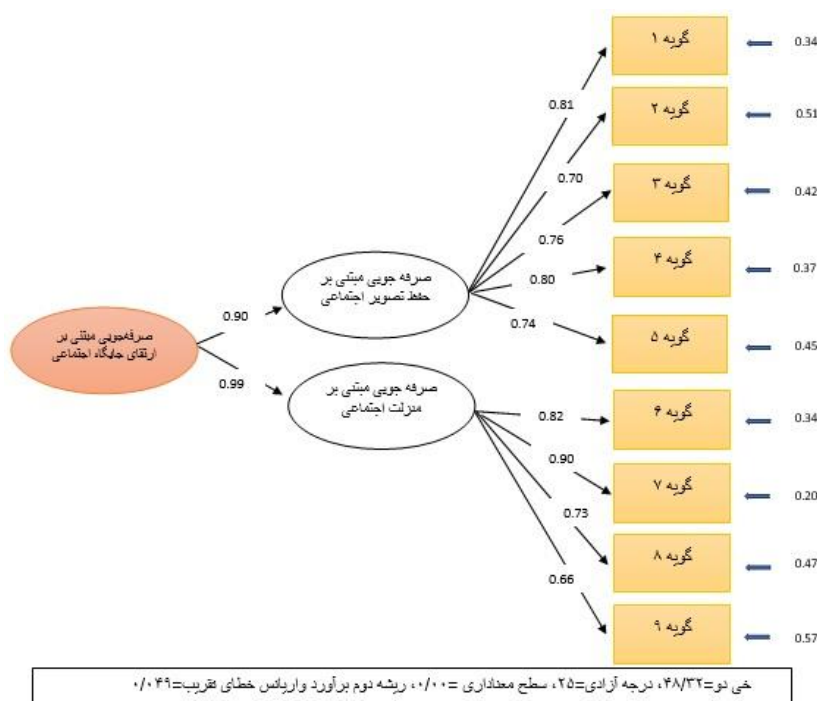 گویه ۱
0.34
0.81
گویه ۲
0.51
0.70
گویه ۳
0.42
0.76
گویه ۴
0.37
0.80
گویه ۵
0.45
0.74
صرفه جویی مبتنی بر
حفظ تصویر اجتماعی
0.90
صرفه‌جویی مبتنی بر
ارتقای جایگاه اجتماعی
0.99
صرفه جویی مبتنی بر
منزلت اجتماعی
گویه ۶
0.34
0.82
گویه ۷
0.20
0.90
گویه ۸
0.47
0.73
گویه ۹
0.57
0.66
خی دو=۴۸/۳۲، درجه آزادی=۲۵، سطح معناداری =۰/۰۰، ریشه دوم برآورد واریانس خطای تقریب=۰/۰۴۹